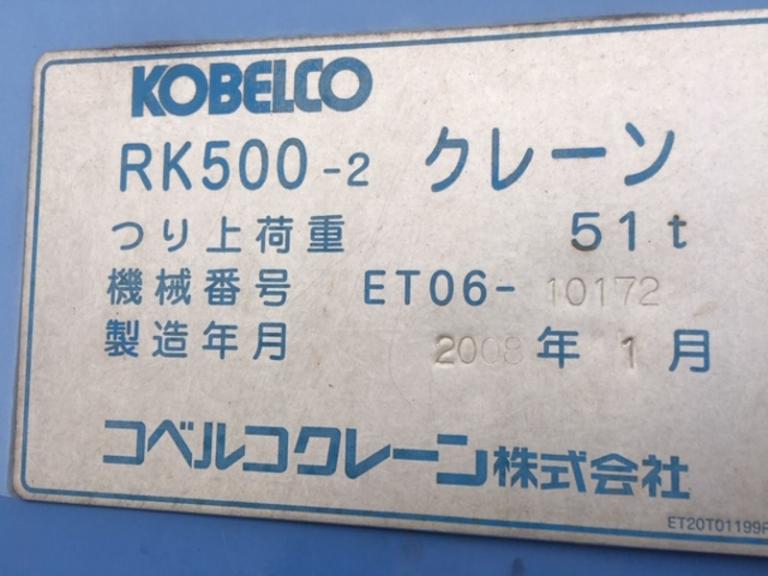 KOBELCO
RK500-2 クレーン
つり上荷重 51t
機械番号 ET06-10172
製造年月 2008年1月
コベルコクレーン株式会社
ET20T01199P